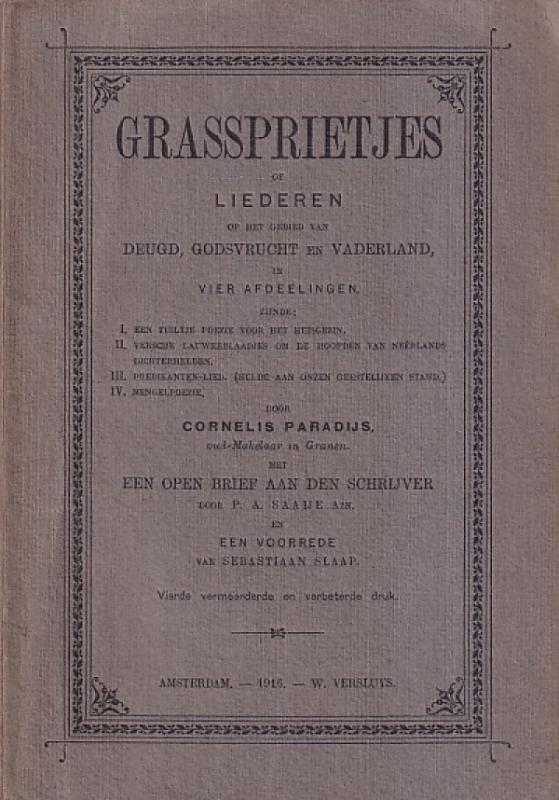 GRASSPRIETJES
OF
LIEDEREN
OP HET GEBIED VAN
DEUGD, GODSVRUCHT EN VADERLAND,
IN
VIER AFDEELINGEN,
ZIJNDE:
I. EEN TUILTJE POEZIE VOOR HET HUISGEZIN.
II. VERSCHE LAUWERBLAADJES OM DE HOOFDEN VAN NEÊRLANDS
DICHTERHELDEN.
III. PREDIKANTEN-LIED. (HULDE AAN ONZEN GEESTELIJKEN STAND.)
IV. MENGELPOEZIE,
DOOR
CORNELIS PARADIJS,
oud-Makelaar in Granen.
MET
EEN OPEN BRIEF AAN DEN SCHRIJVER
DOOR P. A. SAAIJE AZN.
EN
EEN VOORREDE
VAN SEBASTIAAN SLAAP.
Vierde vermeerderde en verbeterde druk.
AMSTERDAM. — 1916. — W. VERSLUYS.